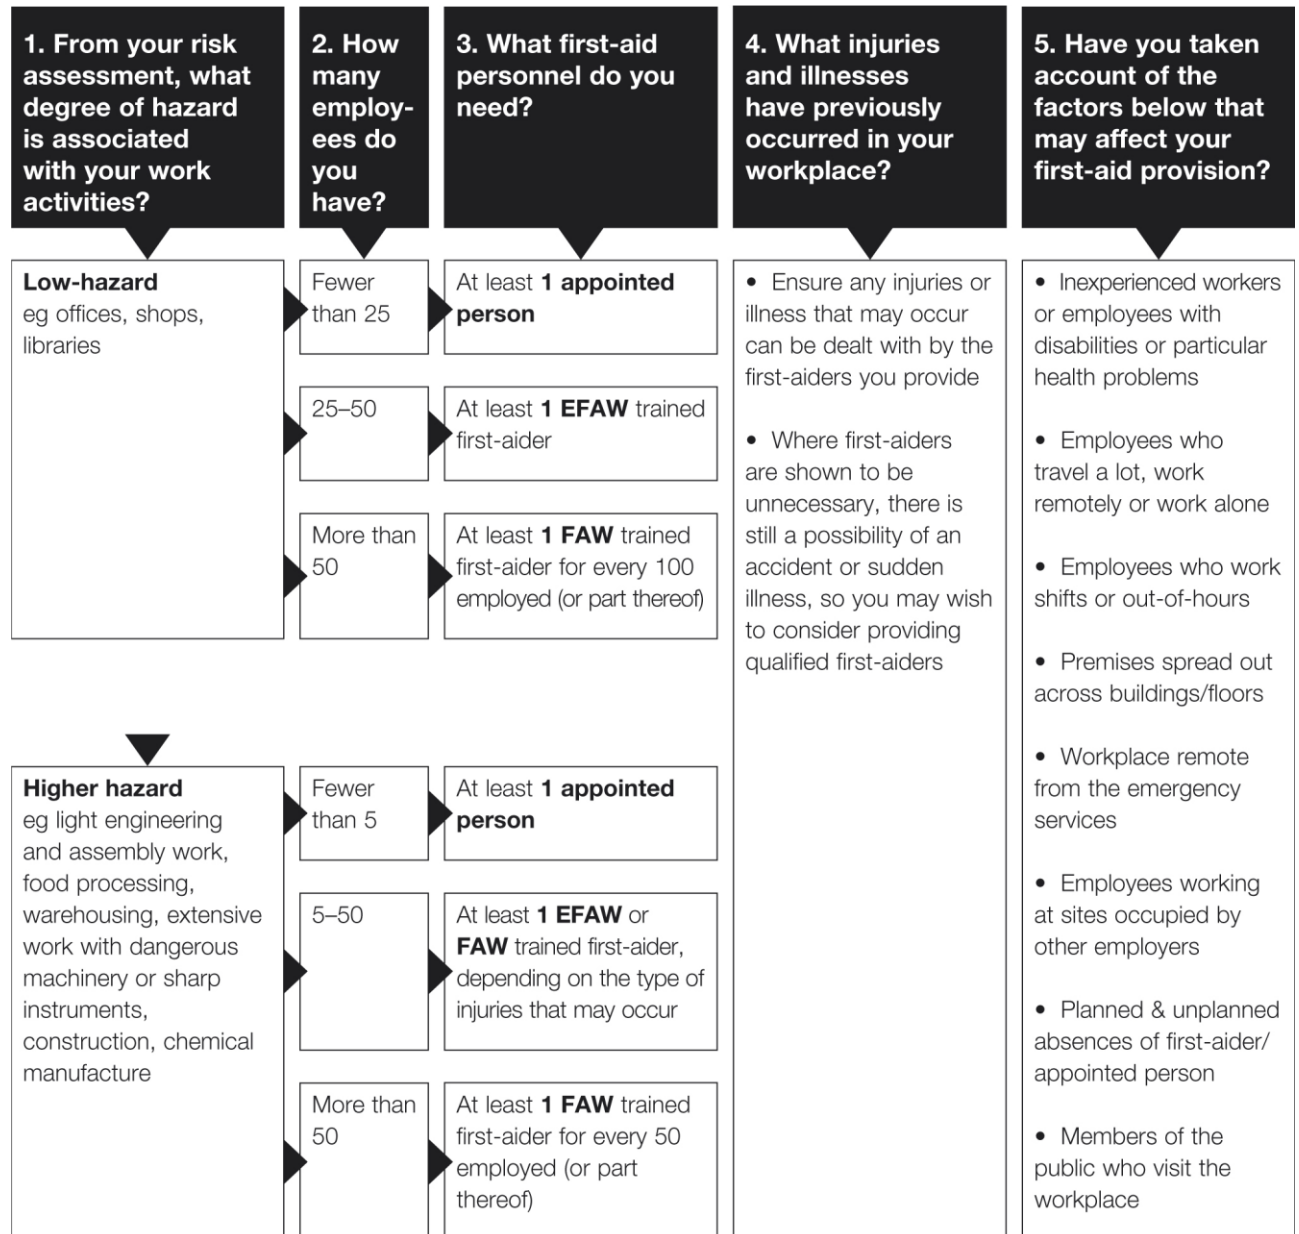 1. From your risk
assessment, what
degree of hazard
is associated
with your work
activities?
2. How
many
employ-
ees do
you
have?
3. What first-aid
personnel do you
need?
4. What injuries
and illnesses
have previously
occurred in your
workplace?
5. Have you taken
account of the
factors below that
may affect your
first-aid provision?
Low-hazard
eg offices, shops,
libraries
Fewer
than 25
At least 1 appointed
person
25–50
At least 1 EFAW trained
first-aider
More than
50
At least 1 FAW trained
first-aider for every 100
employed (or part thereof)
Higher hazard
eg light engineering
and assembly work,
food processing,
warehousing, extensive
work with dangerous
machinery or sharp
instruments,
construction, chemical
manufacture
Fewer
than 5
At least 1 appointed
person
5–50
At least 1 EFAW or
FAW trained first-aider,
depending on the type of
injuries that may occur
More than
50
At least 1 FAW trained
first-aider for every 50
employed (or part
thereof)
• Ensure any injuries or
illness that may occur
can be dealt with by the
first-aiders you provide
• Where first-aiders
are shown to be
unnecessary, there is
still a possibility of an
accident or sudden
illness, so you may wish
to consider providing
qualified first-aiders
• Inexperienced workers
or employees with
disabilities or particular
health problems
• Employees who
travel a lot, work
remotely or work alone
• Employees who work
shifts or out-of-hours
• Premises spread out
across buildings/floors
• Workplace remote
from the emergency
services
• Employees working
at sites occupied by
other employers
• Planned & unplanned
absences of first-aider/
appointed person
• Members of the
public who visit the
workplace